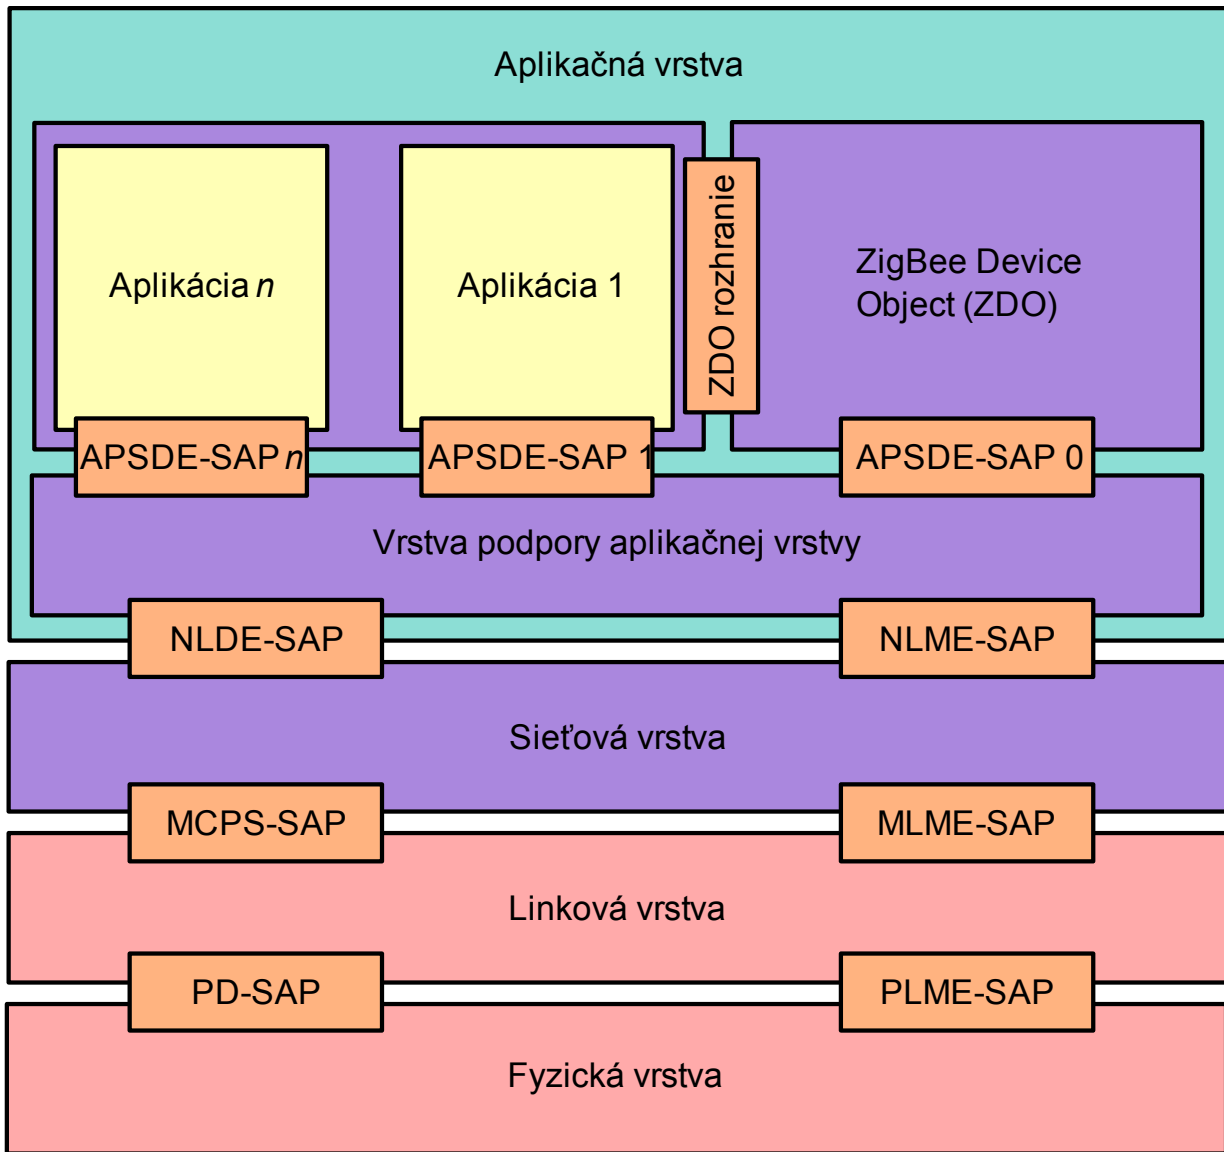 Aplikačná vrstva
Aplikácia n
Aplikácia 1
ZDO rozhranie
ZigBee Device
Object (ZDO)
APSDE-SAP n
APSDE-SAP 1
APSDE-SAP 0
Vrstva podpory aplikačnej vrstvy
NLDE-SAP
NLME-SAP
Sieťová vrstva
MCPS-SAP
MLME-SAP
Linková vrstva
PD-SAP
PLME-SAP
Fyzická vrstva